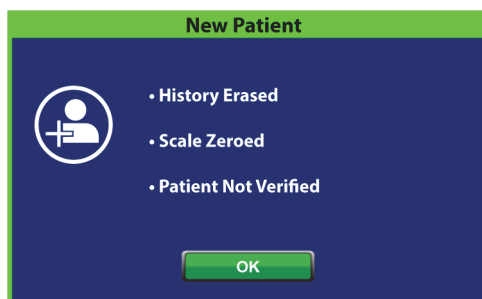 New Patient
• History Erased
• Scale Zeroed
• Patient Not Verified
OK